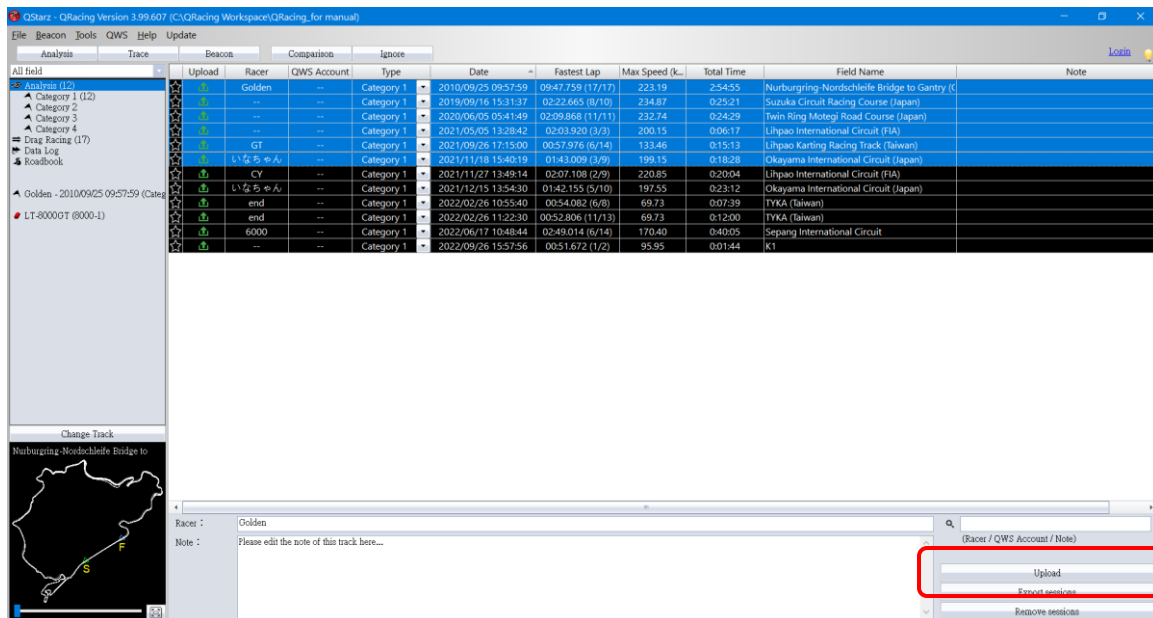 QStarz - QRacing Version 3.99.607 (C:\QRacing Workspace\QRacing_for manual)
File Beacon Tools QWS Help Update
Analysis Trace Beacon Comparison Ignore Login
All field
Analysis (12)
Category 1 (12)
Category 2
Category 3
Category 4
Drag Racing (17)
Data Log
Roadbook
Golden - 2010/09/25 09:57:59 (Categ
LT-8000GT (8000-1)
Upload Racer QWS Account Type Date Fastest Lap Max Speed (k... Total Time Field Name Note
Golden -- Category 1 2010/09/25 09:57:59 09:47.759 (17/17) 223.19 2:54:55 Nurburgring-Nordschleife Bridge to Gantry (C
-- -- Category 1 2019/09/16 15:31:37 02:22.665 (8/10) 234.87 0:25:21 Suzuka Circuit Racing Course (Japan)
-- -- Category 1 2020/06/05 05:41:49 02:09.868 (11/11) 232.74 0:24:29 Twin Ring Motegi Road Course (Japan)
-- -- Category 1 2021/05/05 13:28:42 02:03.920 (3/3) 200.15 0:06:17 Lihpao International Circuit (FIA)
GT -- Category 1 2021/09/26 17:15:00 00:57.976 (6/14) 133.46 0:15:13 Lihpao Karting Racing Track (Taiwan)
いなちゃん -- Category 1 2021/11/18 15:40:19 01:43.009 (3/9) 199.15 0:18:28 Okayama International Circuit (Japan)
CY -- Category 1 2021/11/27 13:49:14 02:07.108 (2/9) 220.85 0:20:04 Lihpao International Circuit (FIA)
いなちゃん -- Category 1 2021/12/15 13:54:30 01:42.155 (5/10) 197.55 0:23:12 Okayama International Circuit (Japan)
end -- Category 1 2022/02/26 10:55:40 00:54.082 (6/8) 69.73 0:07:39 TYKA (Taiwan)
end -- Category 1 2022/02/26 11:22:30 00:52.806 (11/13) 69.73 0:12:00 TYKA (Taiwan)
6000 -- Category 1 2022/06/17 10:48:44 02:49.014 (6/14) 170.40 0:40:05 Sepang International Circuit
-- -- Category 1 2022/09/26 15:57:56 00:51.672 (1/2) 95.95 0:01:44 K1
Change Track
Nurburgring-Nordschleife Bridge to
F
S
Racer : Golden
Note : Please edit the note of this track here....
(Racer / QWS Account / Note)
Upload
Export sessions
Remove sessions